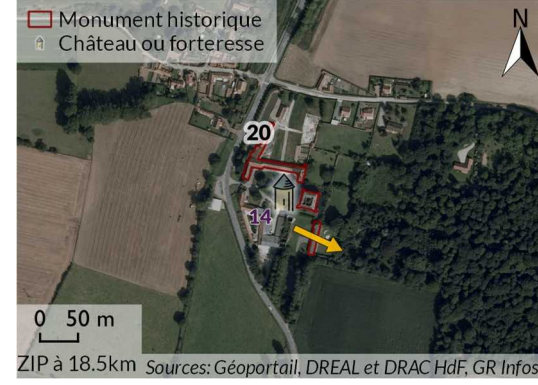 Monument historique
Château ou forteresse
N
20
14
0 50 m
ZIP à 18.5km
Sources: Géoportail, DREAL et DRAC HdF, GR Infos